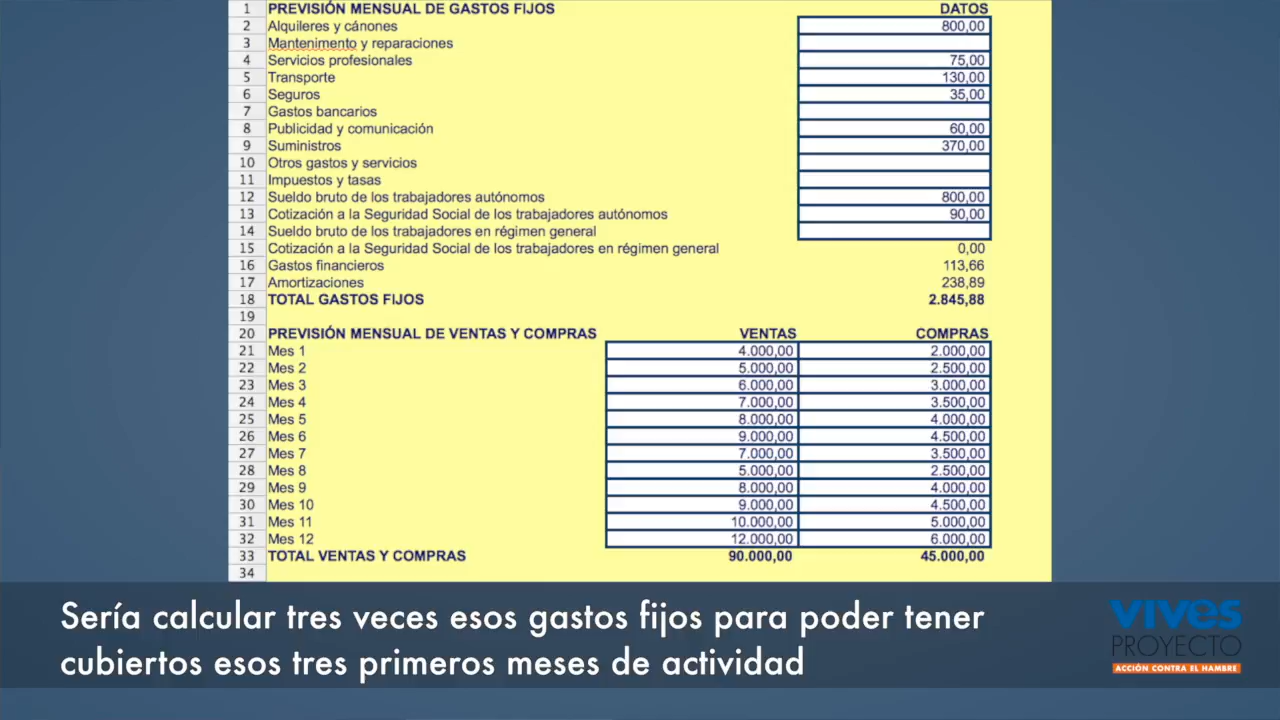 1 PREVISIÓN MENSUAL DE GASTOS FIJOS DATOS
2 Alquileres y cánones 800,00
3 Mantenimento y reparaciones
4 Servicios profesionales 75,00
5 Transporte 130,00
6 Seguros 35,00
7 Gastos bancarios
8 Publicidad y comunicación 60,00
9 Suministros 370,00
10 Otros gastos y servicios
11 Impuestos y tasas
12 Sueldo bruto de los trabajadores autónomos 800,00
13 Cotización a la Seguridad Social de los trabajadores autónomos 90,00
14 Sueldo bruto de los trabajadores en régimen general
15 Cotización a la Seguridad Social de los trabajadores en régimen general 0,00
16 Gastos financieros 113,66
17 Amortizaciones 238,89
18 TOTAL GASTOS FIJOS 2.845,88
19
20 PREVISIÓN MENSUAL DE VENTAS Y COMPRAS VENTAS COMPRAS
21 Mes 1 4.000,00 2.000,00
22 Mes 2 5.000,00 2.500,00
23 Mes 3 6.000,00 3.000,00
24 Mes 4 7.000,00 3.500,00
25 Mes 5 8.000,00 4.000,00
26 Mes 6 9.000,00 4.500,00
27 Mes 7 7.000,00 3.500,00
28 Mes 8 5.000,00 2.500,00
29 Mes 9 8.000,00 4.000,00
30 Mes 10 9.000,00 4.500,00
31 Mes 11 10.000,00 5.000,00
32 Mes 12 12.000,00 6.000,00
33 TOTAL VENTAS Y COMPRAS 90.000,00 45.000,00
34
Sería calcular tres veces esos gastos fijos para poder tener
cubiertos esos tres primeros meses de actividad
vives
PROYECTO
ACCIÓN CONTRA EL HAMBRE